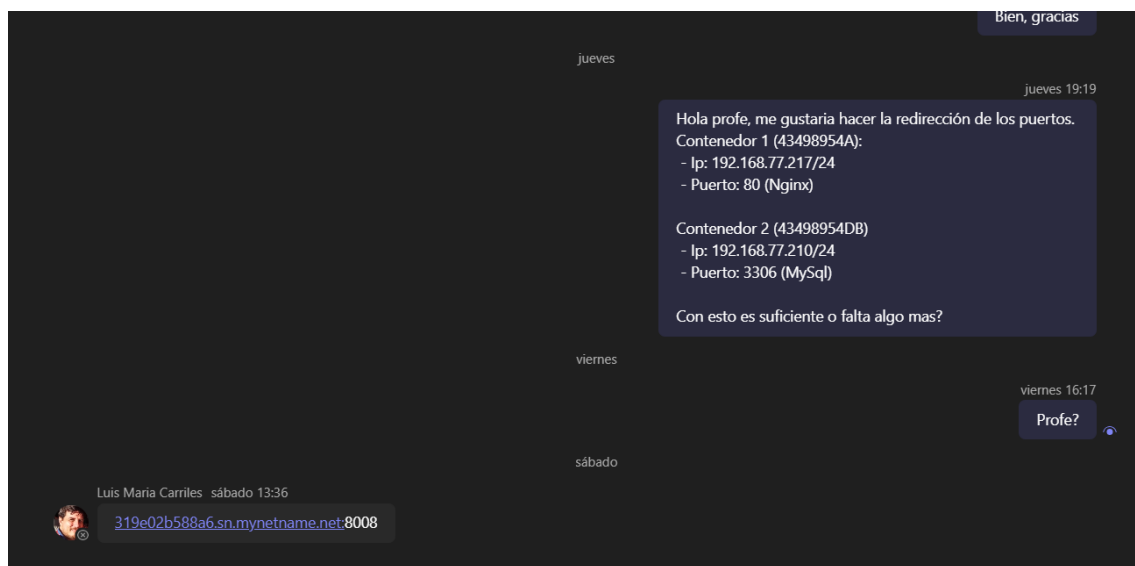 Bien, gracias
jueves
jueves 19:19
Hola profe, me gustaria hacer la redirección de los puertos.
Contenedor 1 (43498954A):
- Ip: 192.168.77.217/24
- Puerto: 80 (Nginx)
Contenedor 2 (43498954DB)
- Ip: 192.168.77.210/24
- Puerto: 3306 (MySql)
Con esto es suficiente o falta algo mas?
viernes
viernes 16:17
Profe?
sábado
Luis Maria Carriles sábado 13:36
319e02b588a6.sn.mynetname.net:8008